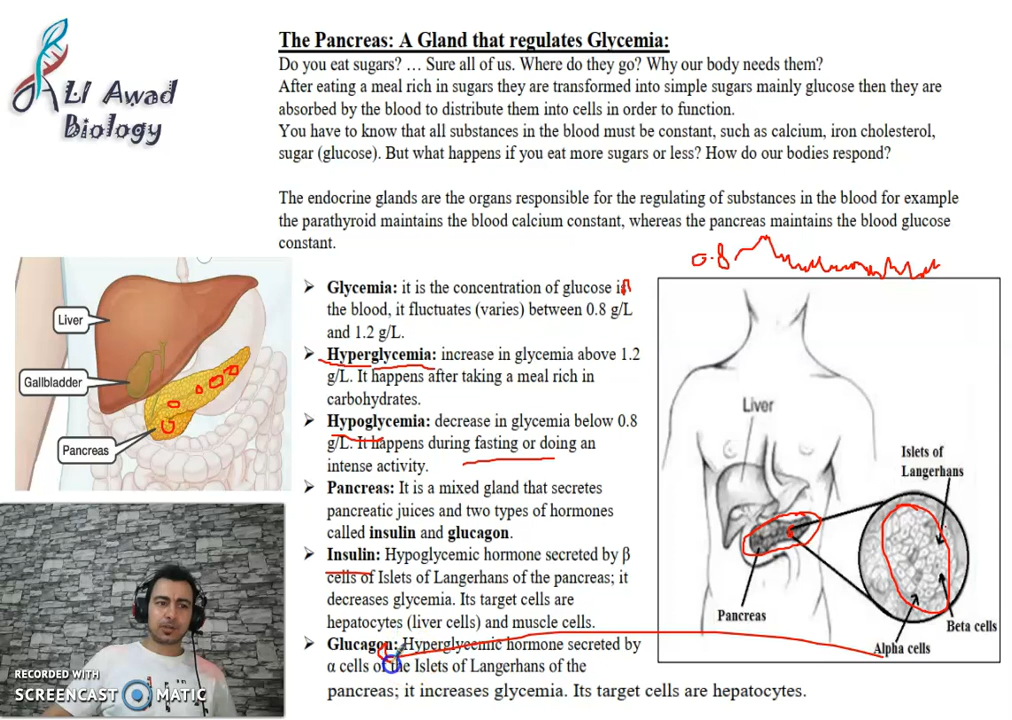 ALI Awad
Biology
The Pancreas: A Gland that regulates Glycemia:
Do you eat sugars? … Sure all of us. Where do they go? Why our body needs them?
After eating a meal rich in sugars they are transformed into simple sugars mainly glucose then they are
absorbed by the blood to distribute them into cells in order to function.
You have to know that all substances in the blood must be constant, such as calcium, iron cholesterol,
sugar (glucose). But what happens if you eat more sugars or less? How do our bodies respond?
The endocrine glands are the organs responsible for the regulating of substances in the blood for example
the parathyroid maintains the blood calcium constant, whereas the pancreas maintains the blood glucose
constant.
0.8
Liver
Gallbladder
Pancreas
➢ Glycemia: it is the concentration of glucose in
the blood, it fluctuates (varies) between 0.8 g/L
and 1.2 g/L.
➢ Hyperglycemia: increase in glycemia above 1.2
g/L. It happens after taking a meal rich in
carbohydrates.
➢ Hypoglycemia: decrease in glycemia below 0.8
g/L. It happens during fasting or doing an
intense activity.
➢ Pancreas: It is a mixed gland that secretes
pancreatic juices and two types of hormones
called insulin and glucagon.
➢ Insulin: Hypoglycemic hormone secreted by β
cells of Islets of Langerhans of the pancreas; it
decreases glycemia. Its target cells are
hepatocytes (liver cells) and muscle cells.
➢ Glucagon: Hyperglycemic hormone secreted by
α cells of the Islets of Langerhans of the
pancreas; it increases glycemia. Its target cells are hepatocytes.
Liver
Islets of
Langerhans
Pancreas
Beta cells
Alpha cells
RECORDED WITH
SCREENCAST MATIC